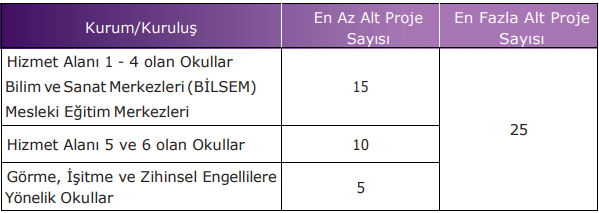 Kurum/Kuruluş
En Az Alt Proje
Sayısı
En Fazla Alt Proje
Sayısı
Hizmet Alanı 1 - 4 olan Okullar
Bilim ve Sanat Merkezleri (BİLSEM)
Mesleki Eğitim Merkezleri
15
Hizmet Alanı 5 ve 6 olan Okullar
10
Görme, İşitme ve Zihinsel Engellilere
Yönelik Okullar
5
25